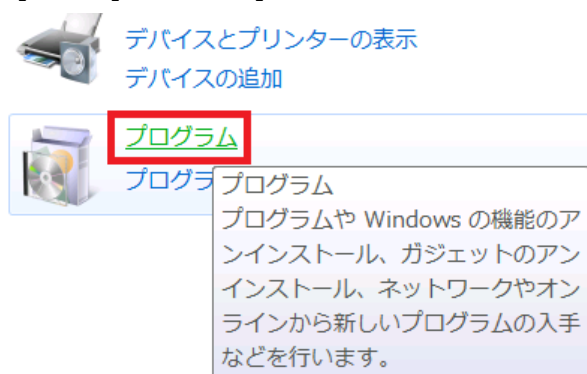 デバイスとプリンターの表示
デバイスの追加
プログラム
プログラ
プログラム
プログラムや Windows の機能のア
ンインストール、ガジェットのアン
インストール、ネットワークやオン
ラインから新しいプログラムの入手
などを行います。